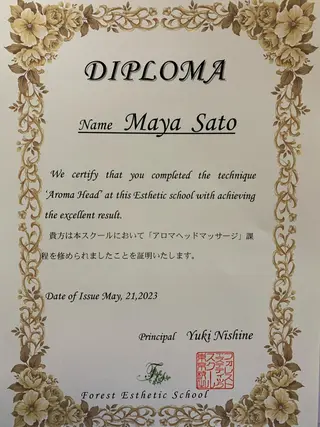 DIPLOMA
Name Maya Sato
We certify that you completed the technique
'Aroma Head' at this Esthetic school with achieving
the excellent result.
貴方は本スクールにおいて「アロマヘッドマッサージ」課
程を修められましたことを証明いたします。
Date of Issue May, 21,2023
Principal Yuki Nishine
Forest Esthetic School